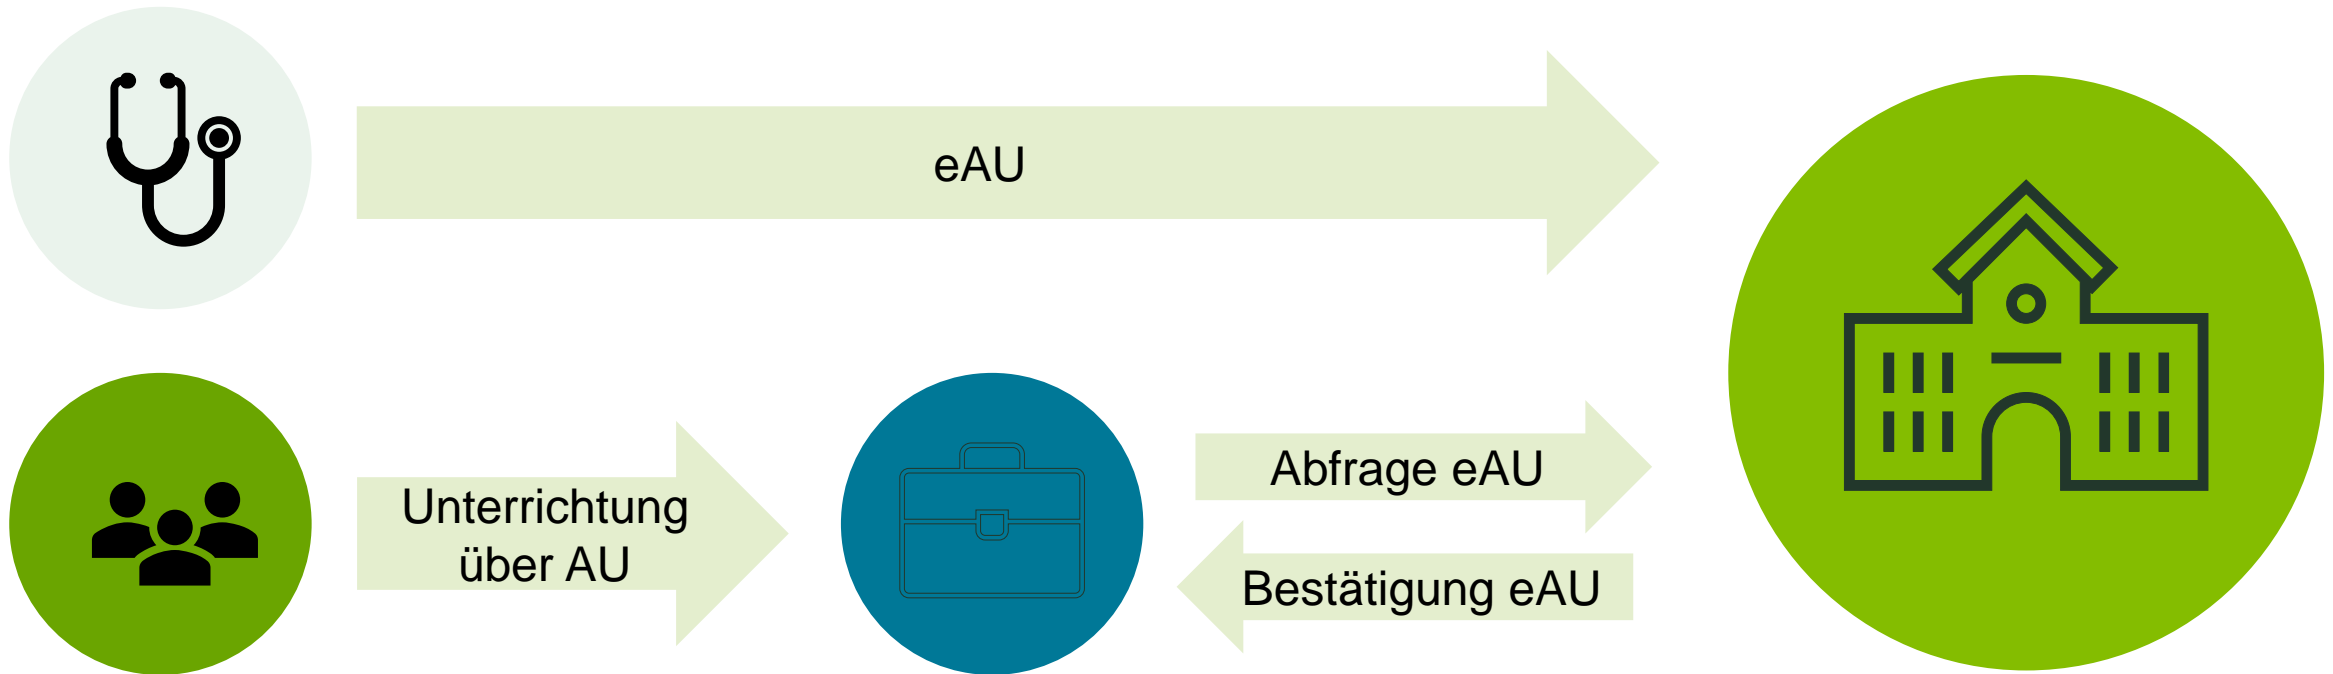 eAU
Unterrichtung
über AU
Abfrage eAU
Bestätigung eAU